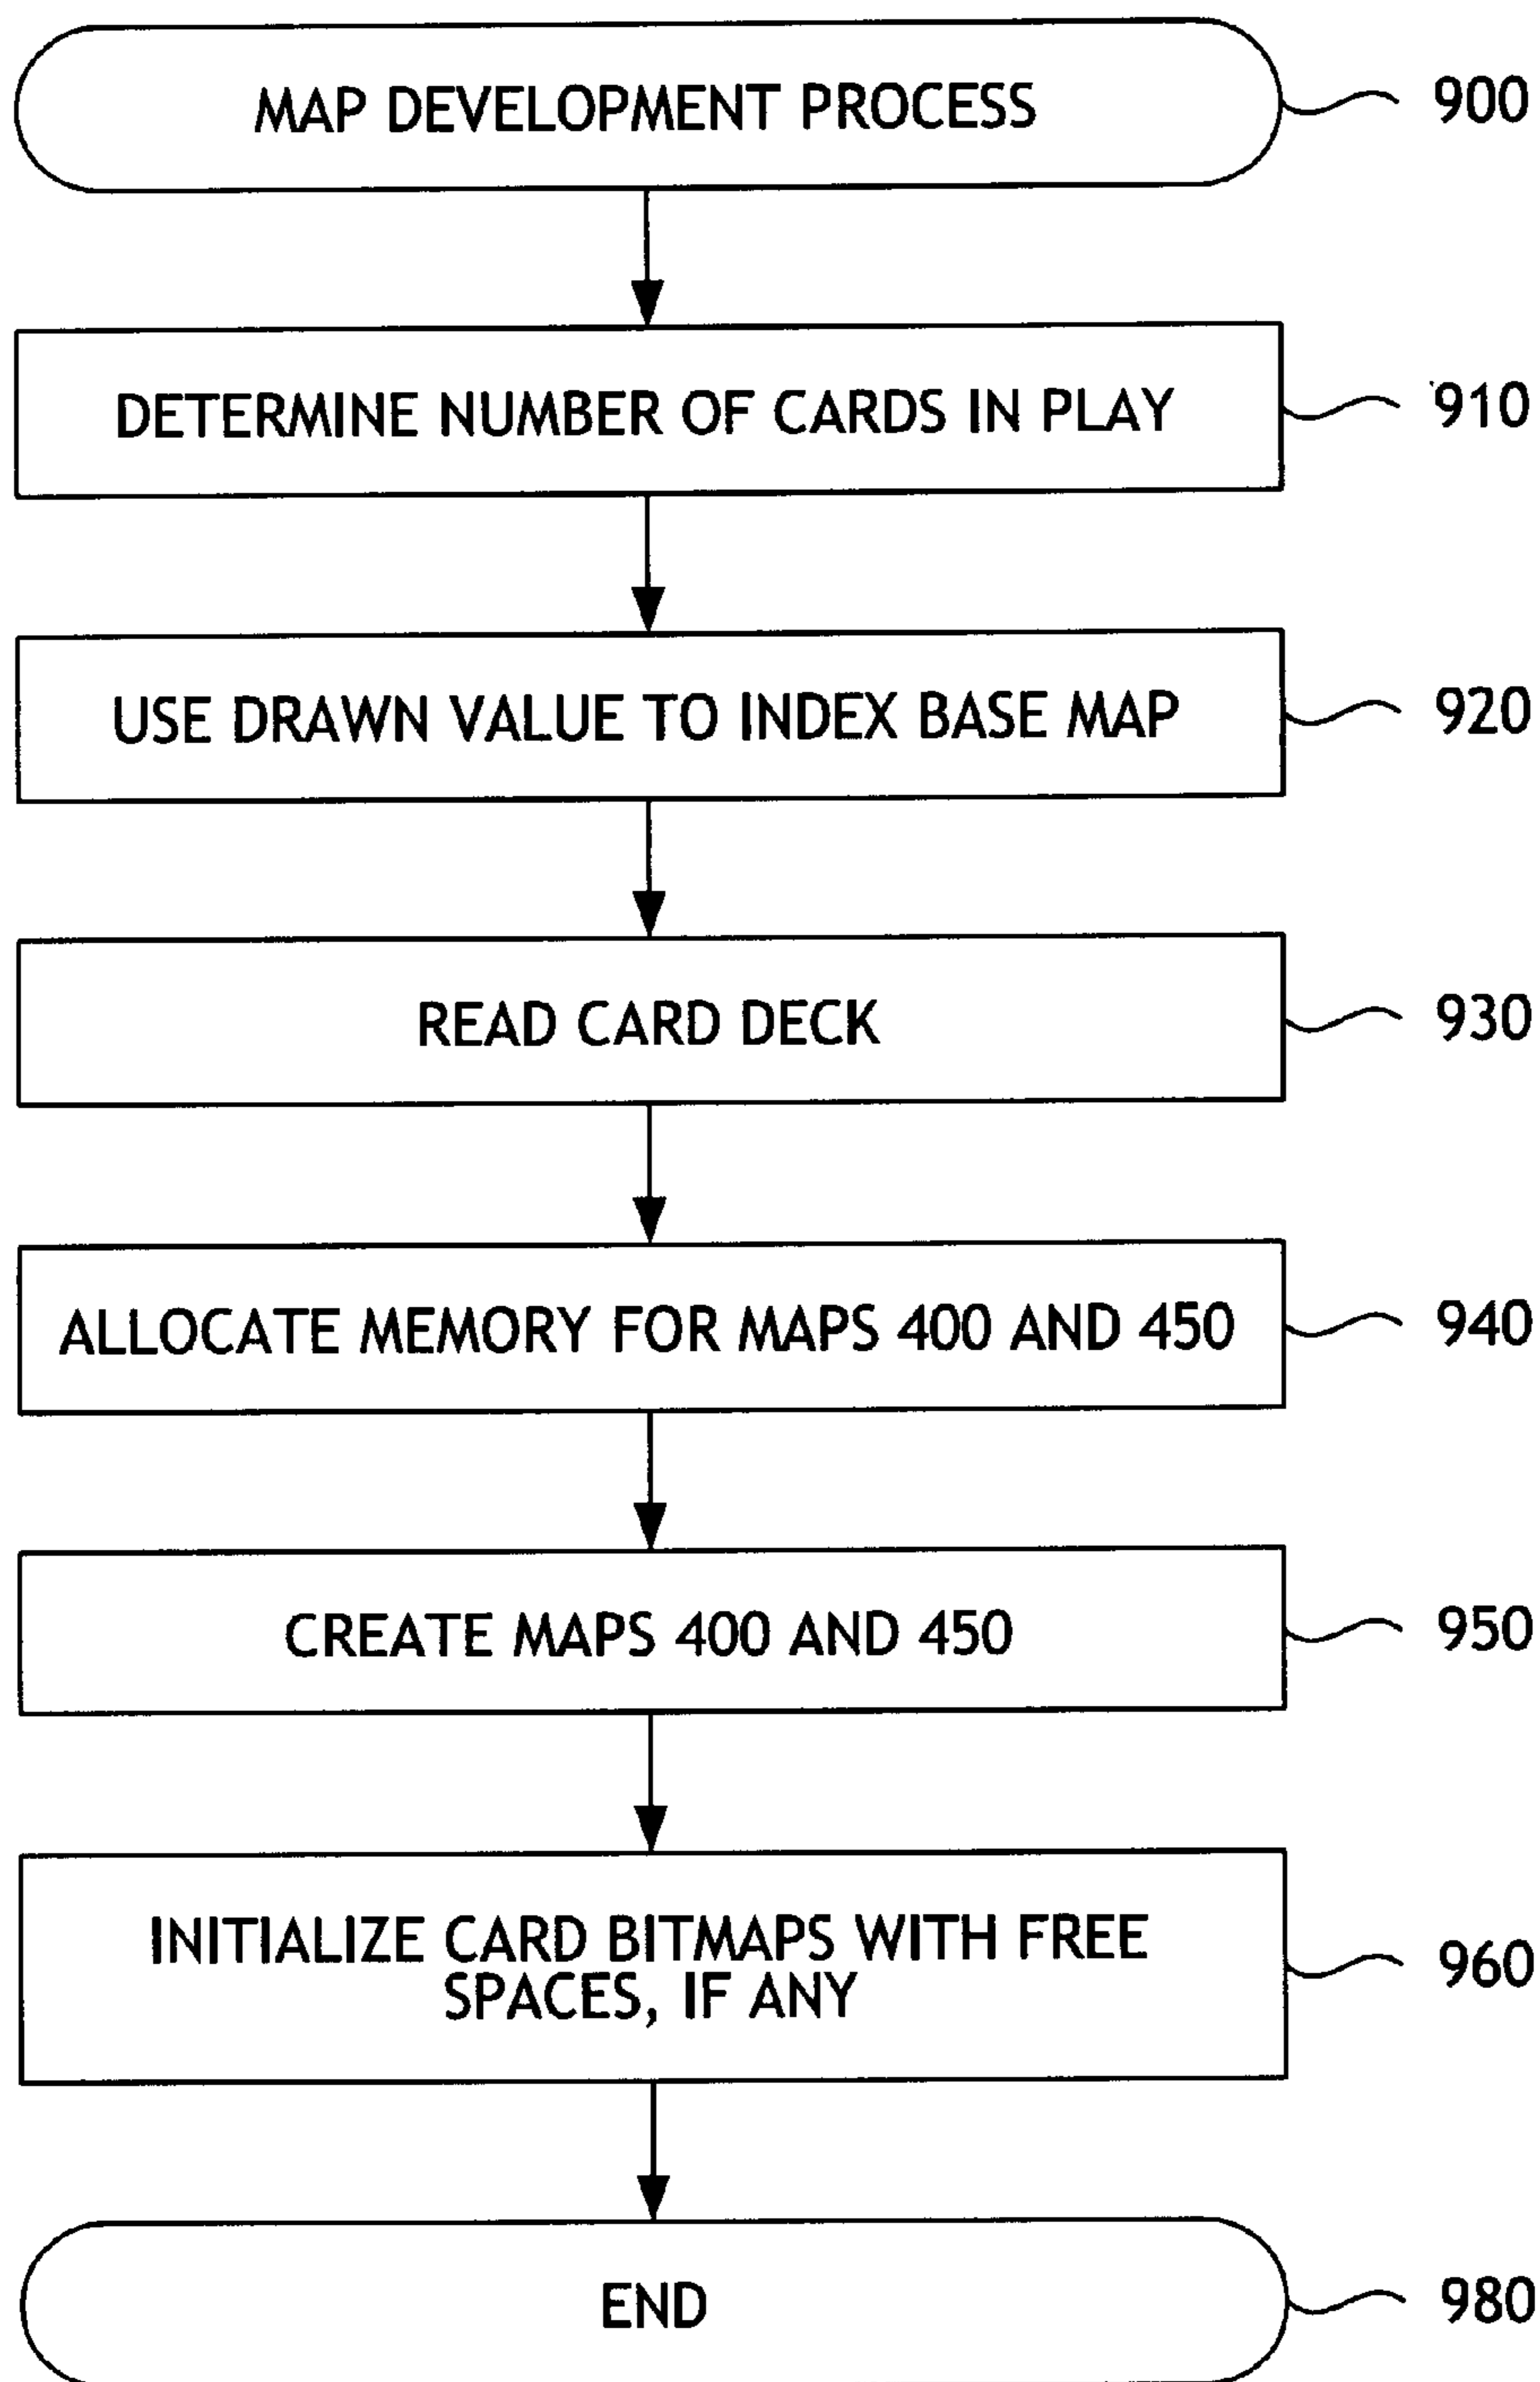 MAP DEVELOPMENT PROCESS
900
DETERMINE NUMBER OF CARDS IN PLAY
910
USE DRAWN VALUE TO INDEX BASE MAP
920
READ CARD DECK
930
ALLOCATE MEMORY FOR MAPS 400 AND 450
940
CREATE MAPS 400 AND 450
950
INITIALIZE CARD BITMAPS WITH FREE
SPACES, IF ANY
960
END
980